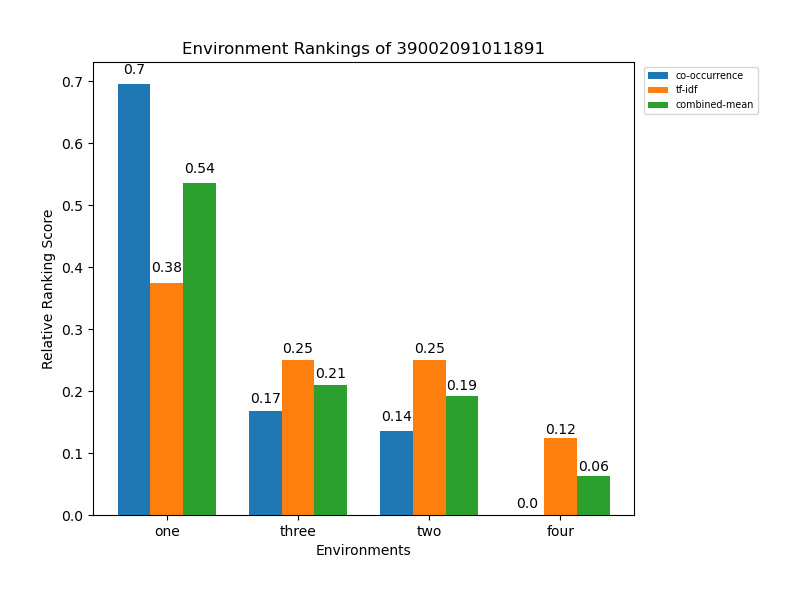 Environment Rankings of 39002091011891
co-occurrence
tf-idf
combined-mean
Relative Ranking Score
0.7
0.6
0.5
0.4
0.3
0.2
0.1
0.0
0.7
0.38
0.54
0.17
0.25
0.21
0.14
0.25
0.19
0.0
0.12
0.06
one three two four
Environments